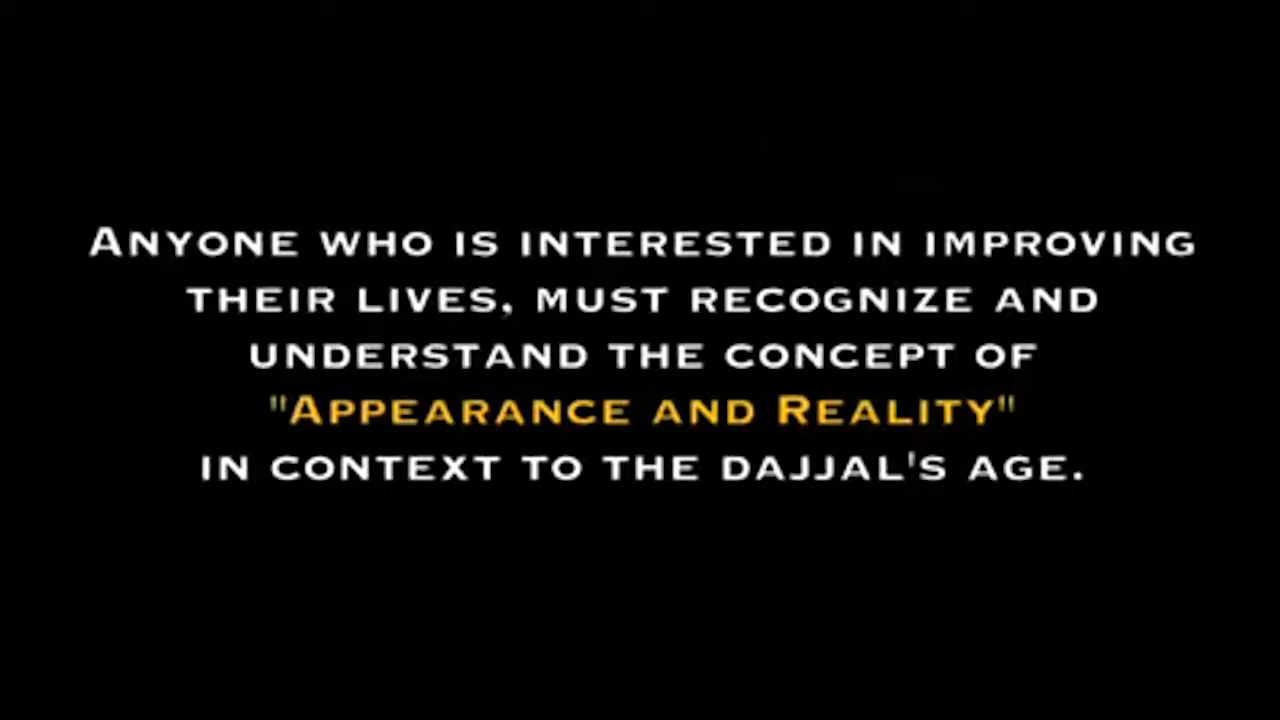 Anyone who is interested in improving
their lives, must recognize and
understand the concept of
"Appearance and Reality"
in context to the dajjal's age.